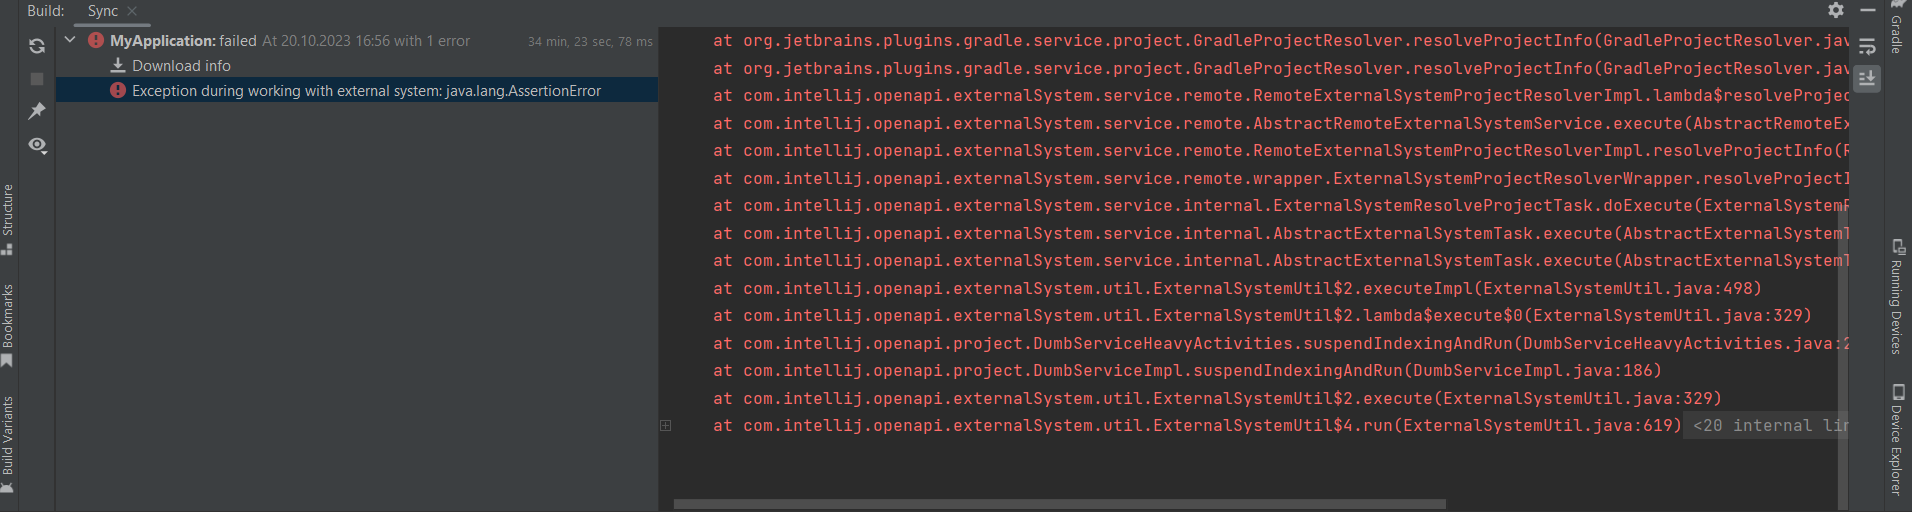 Build: Sync
MyApplication: failed At 20.10.2023 16:56 with 1 error 34 min, 23 sec, 78 ms
Download info
Exception during working with external system: java.lang.AssertionError
at org.jetbrains.plugins.gradle.service.project.GradleProjectResolver.resolveProjectInfo(GradleProjectResolver.jav
at org.jetbrains.plugins.gradle.service.project.GradleProjectResolver.resolveProjectInfo(GradleProjectResolver.jav
at com.intellij.openapi.externalSystem.service.remote.RemoteExternalSystemProjectResolverImpl.lambda$resolveProjec
at com.intellij.openapi.externalSystem.service.remote.AbstractRemoteExternalSystemService.execute(AbstractRemoteEx
at com.intellij.openapi.externalSystem.service.remote.RemoteExternalSystemProjectResolverImpl.resolveProjectInfo(R
at com.intellij.openapi.externalSystem.service.remote.wrapper.ExternalSystemProjectResolverWrapper.resolveProjectI
at com.intellij.openapi.externalSystem.service.internal.ExternalSystemResolveProjectTask.doExecute(ExternalSystemR
at com.intellij.openapi.externalSystem.service.internal.AbstractExternalSystemTask.execute(AbstractExternalSystemT
at com.intellij.openapi.externalSystem.service.internal.AbstractExternalSystemTask.execute(AbstractExternalSystemT
at com.intellij.openapi.externalSystem.util.ExternalSystemUtil$2.executeImpl(ExternalSystemUtil.java:498)
at com.intellij.openapi.externalSystem.util.ExternalSystemUtil$2.lambda$execute$0(ExternalSystemUtil.java:329)
at com.intellij.openapi.project.DumbServiceHeavyActivities.suspendIndexingAndRun(DumbServiceHeavyActivities.java:2
at com.intellij.openapi.project.DumbServiceImpl.suspendIndexingAndRun(DumbServiceImpl.java:186)
at com.intellij.openapi.externalSystem.util.ExternalSystemUtil$2.execute(ExternalSystemUtil.java:329)
at com.intellij.openapi.externalSystem.util.ExternalSystemUtil$4.run(ExternalSystemUtil.java:619) <20 internal lin
Structure
Bookmarks
Build Variants
Gradle
Running Devices
Device Explorer